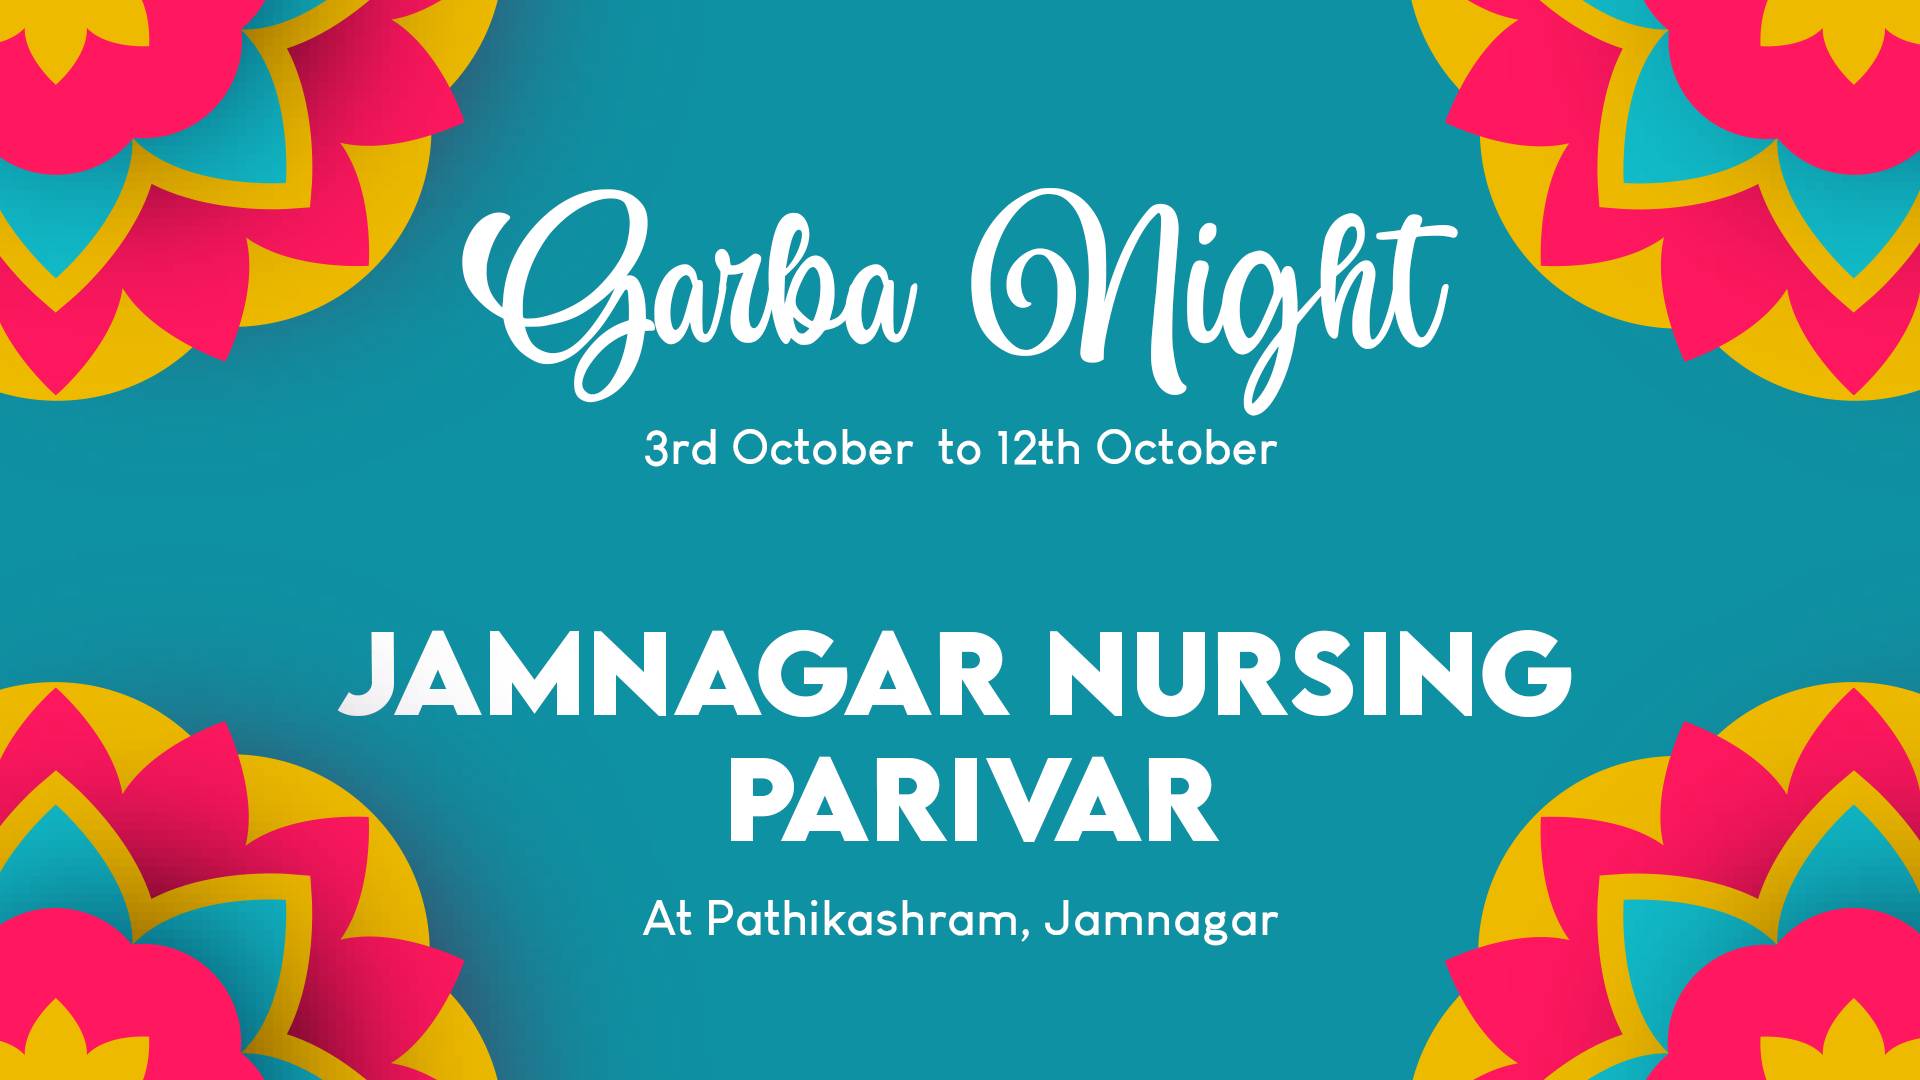 Garba Night
3rd October to 12th October
JAMNAGAR NURSING
PARIVAR
At Pathikashram, Jamnagar